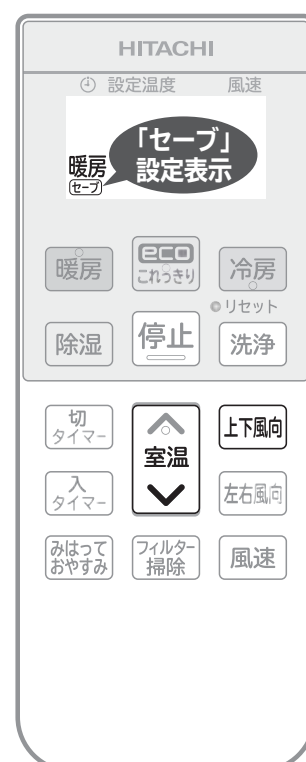 HITACHI
設定温度 風速
「セーブ」
設定表示
暖房
セーブ
暖房 eco これっきり 冷房
リセット
除湿 停止 洗浄
切
タイマー
室温
上下風向
入
タイマー
左右風向
みはって
おやすみ
フィルター
掃除
風速